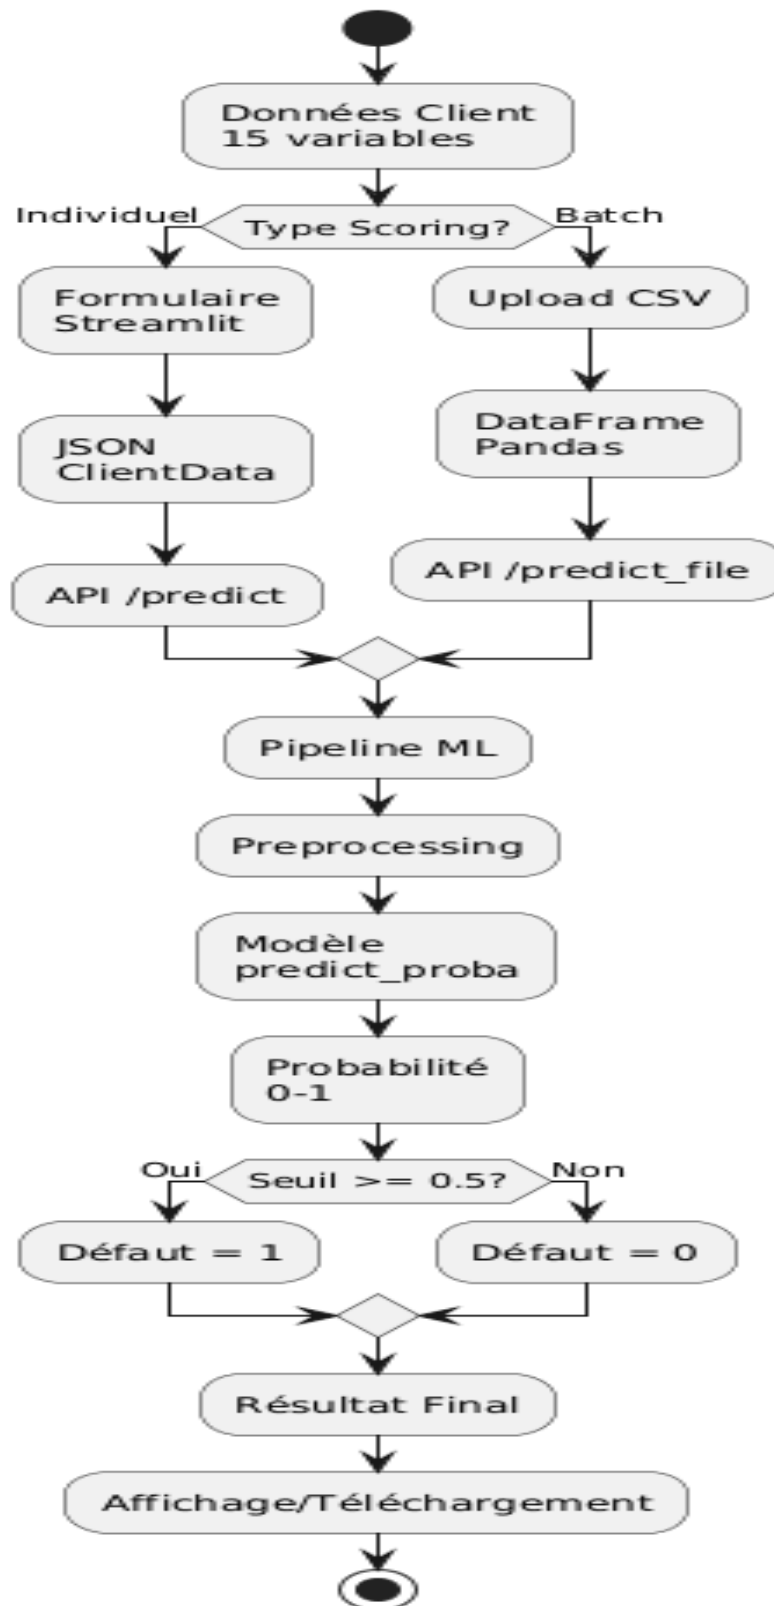 Données Client
15 variables
Individuel
Type Scoring?
Batch
Formulaire
Streamlit
JSON
ClientData
API /predict
Upload CSV
DataFrame
Pandas
API /predict_file
Pipeline ML
Preprocessing
Modèle
predict_proba
Probabilité
0-1
Oui
Seuil >= 0.5?
Non
Défaut = 1
Défaut = 0
Résultat Final
Affichage/Téléchargement